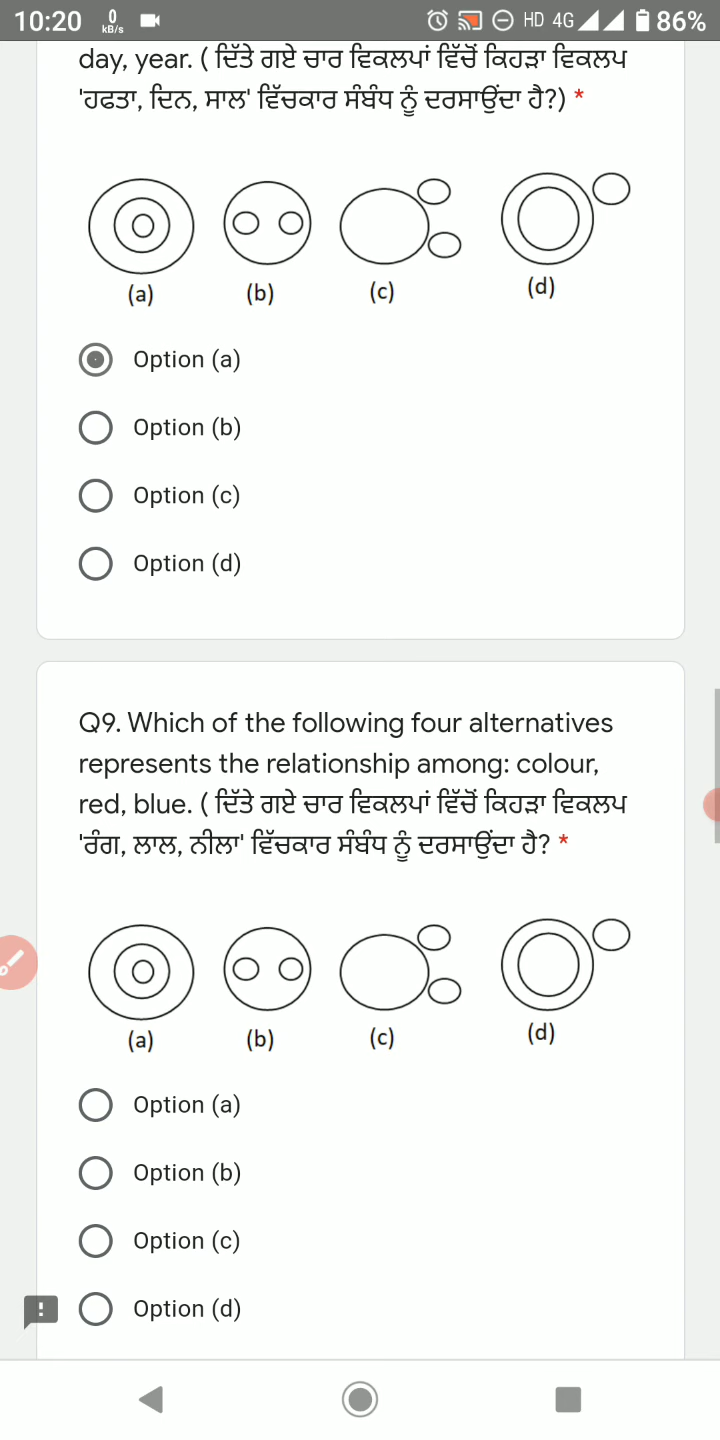 10:20 0 kB/s HD 4G 86%
day, year. ( ਦਿੱਤੇ ਗਏ ਚਾਰ ਵਿਕਲਪਾਂ ਵਿੱਚੋਂ ਕਿਹੜਾ ਵਿਕਲਪ
'ਹਫਤਾ, ਦਿਨ, ਸਾਲ' ਵਿੱਚਕਾਰ ਸੰਬੰਧ ਨੂੰ ਦਰਸਾਉਂਦਾ ਹੈ?) *
(a) (b) (c) (d)
Option (a)
Option (b)
Option (c)
Option (d)
Q9. Which of the following four alternatives
represents the relationship among: colour,
red, blue. ( ਦਿੱਤੇ ਗਏ ਚਾਰ ਵਿਕਲਪਾਂ ਵਿੱਚੋਂ ਕਿਹੜਾ ਵਿਕਲਪ
'ਰੰਗ, ਲਾਲ, ਨੀਲਾ' ਵਿੱਚਕਾਰ ਸੰਬੰਧ ਨੂੰ ਦਰਸਾਉਂਦਾ ਹੈ? *
(a) (b) (c) (d)
Option (a)
Option (b)
Option (c)
Option (d)